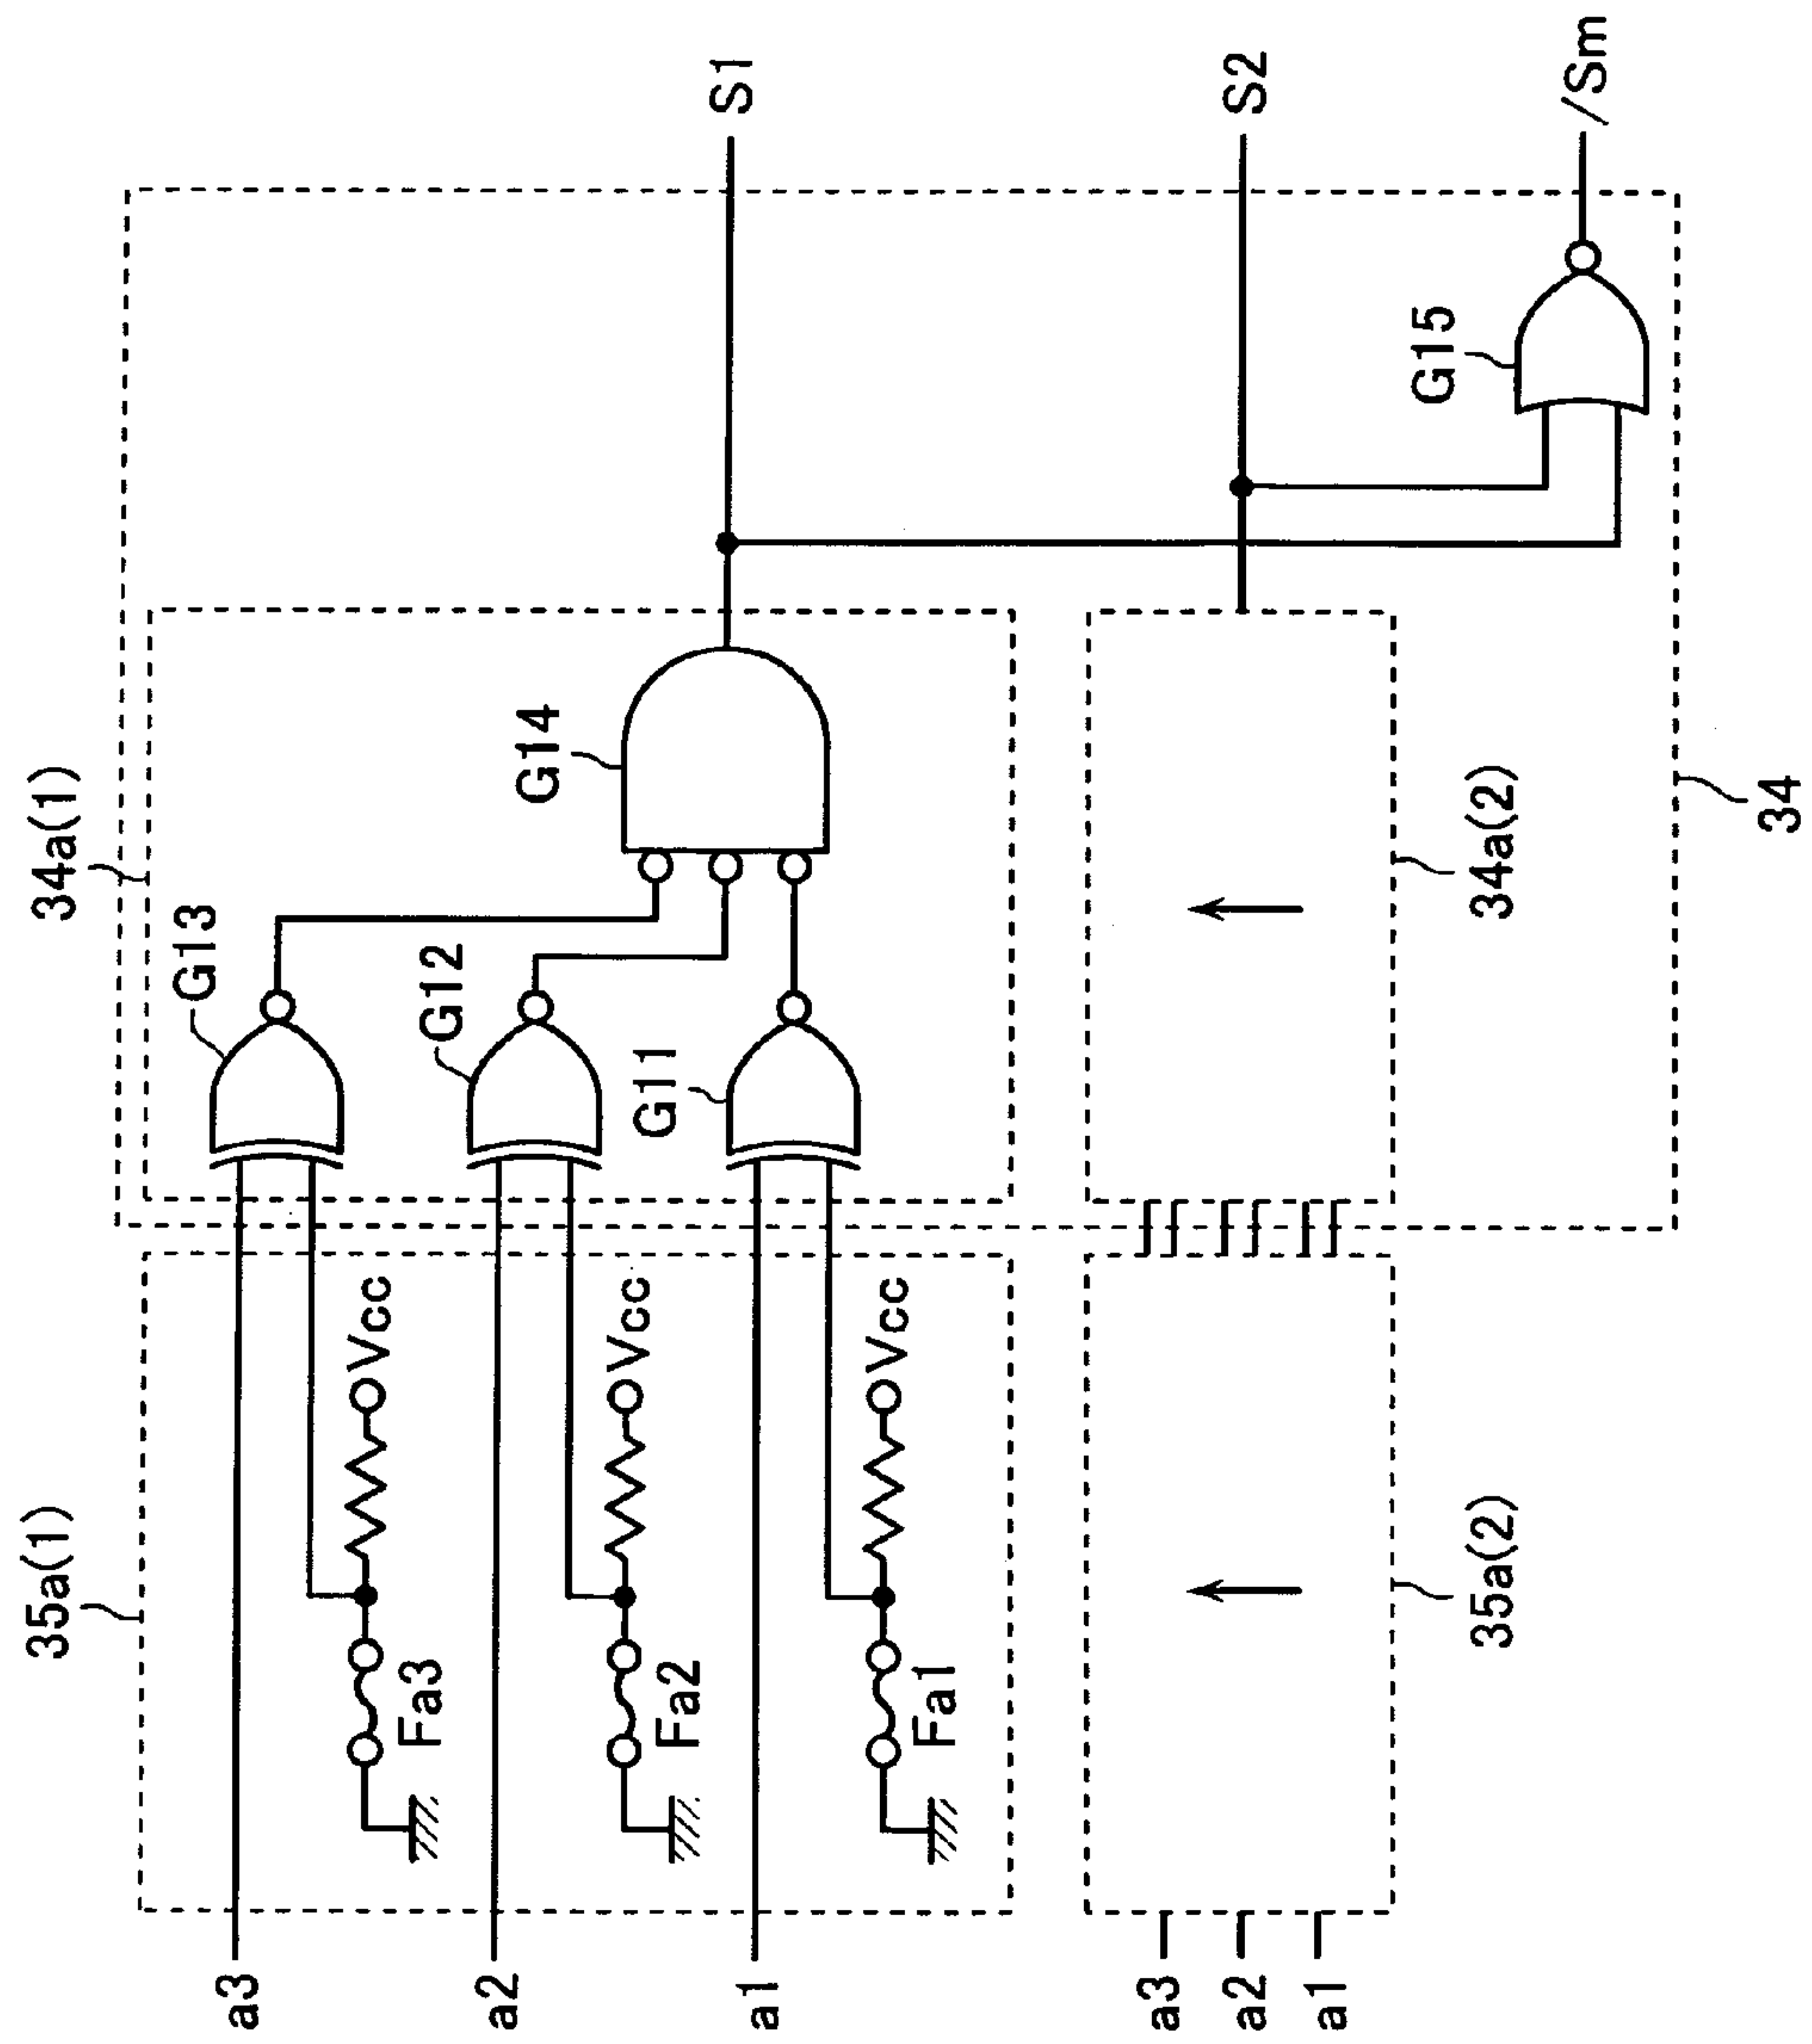 35a(1)
34a(1)
a3
Fa3
Vcc
G13
a2
Fa2
Vcc
G12
G14
S1
a1
Fa1
Vcc
G11
a3
a2
a1
35a(2)
34a(2)
S2
G15
/Sm
34